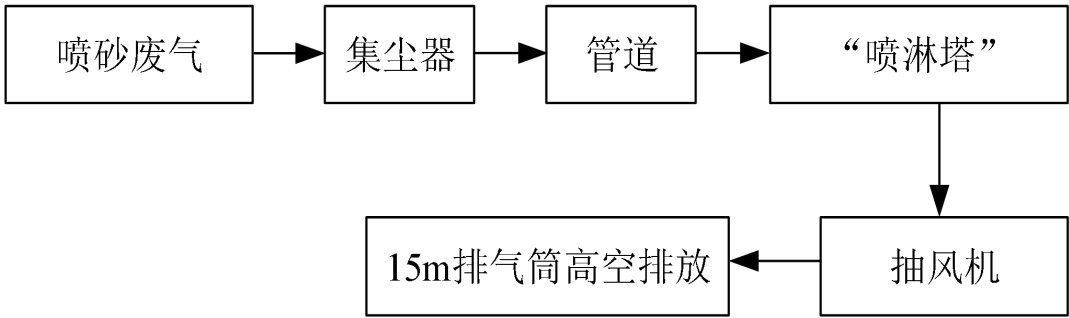 喷砂废气
集尘器
管道
“喷淋塔”
抽风机
15m排气筒高空排放